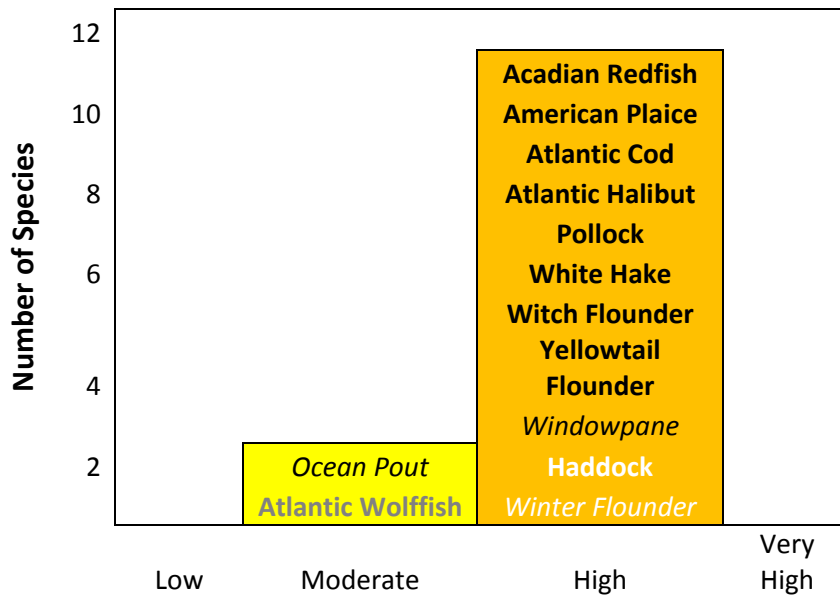 Number of Species
12
10
8
6
4
2
Acadian Redfish
American Plaice
Atlantic Cod
Atlantic Halibut
Pollock
White Hake
Witch Flounder
Yellowtail
Flounder
Windowpane
Haddock
Winter Flounder
Ocean Pout
Atlantic Wolffish
Low
Moderate
High
Very
High